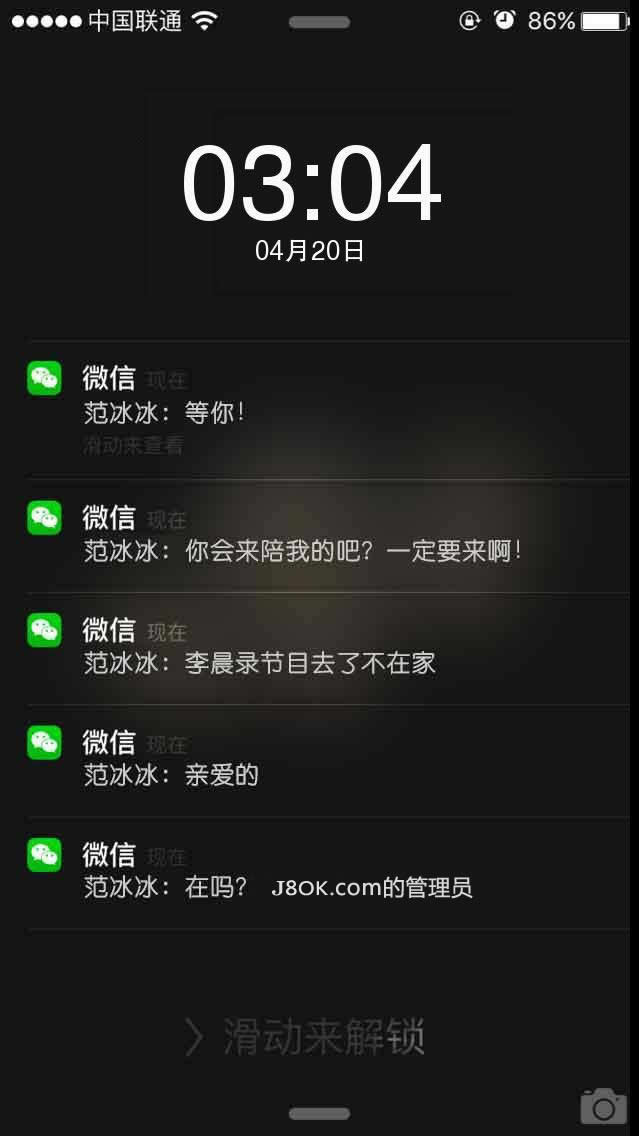 中国联通 86%
03:04
04月20日
微信 现在
范冰冰：等你！
滑动来查看
微信 现在
范冰冰：你会来陪我的吧？一定要来啊！
微信 现在
范冰冰：李晨录节目去了不在家
微信 现在
范冰冰：亲爱的
微信 现在
范冰冰：在吗？ J8OK.com的管理员
滑动来解锁